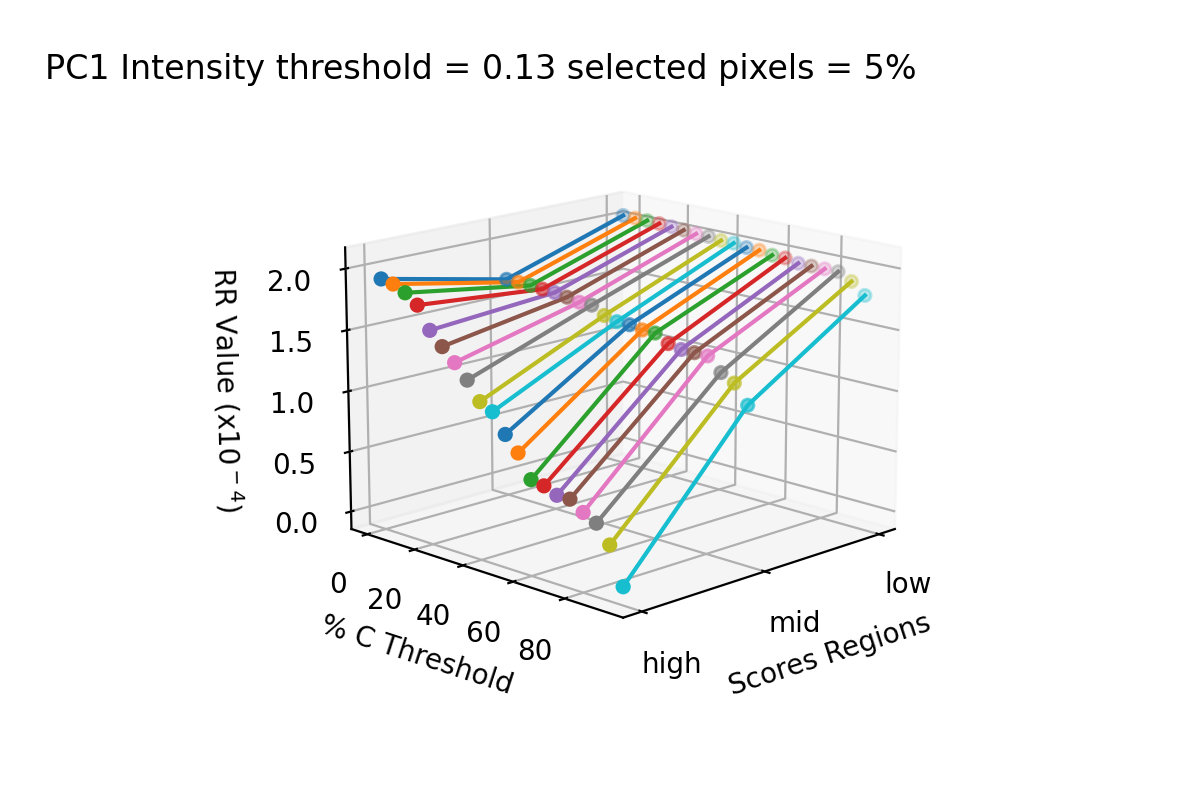 PC1 Intensity threshold = 0.13 selected pixels = 5%
RR Value (x10⁻⁴)
2.0
1.5
1.0
0.5
0.0
0
20
40
60
80
% C Threshold
high
mid
low
Scores Regions